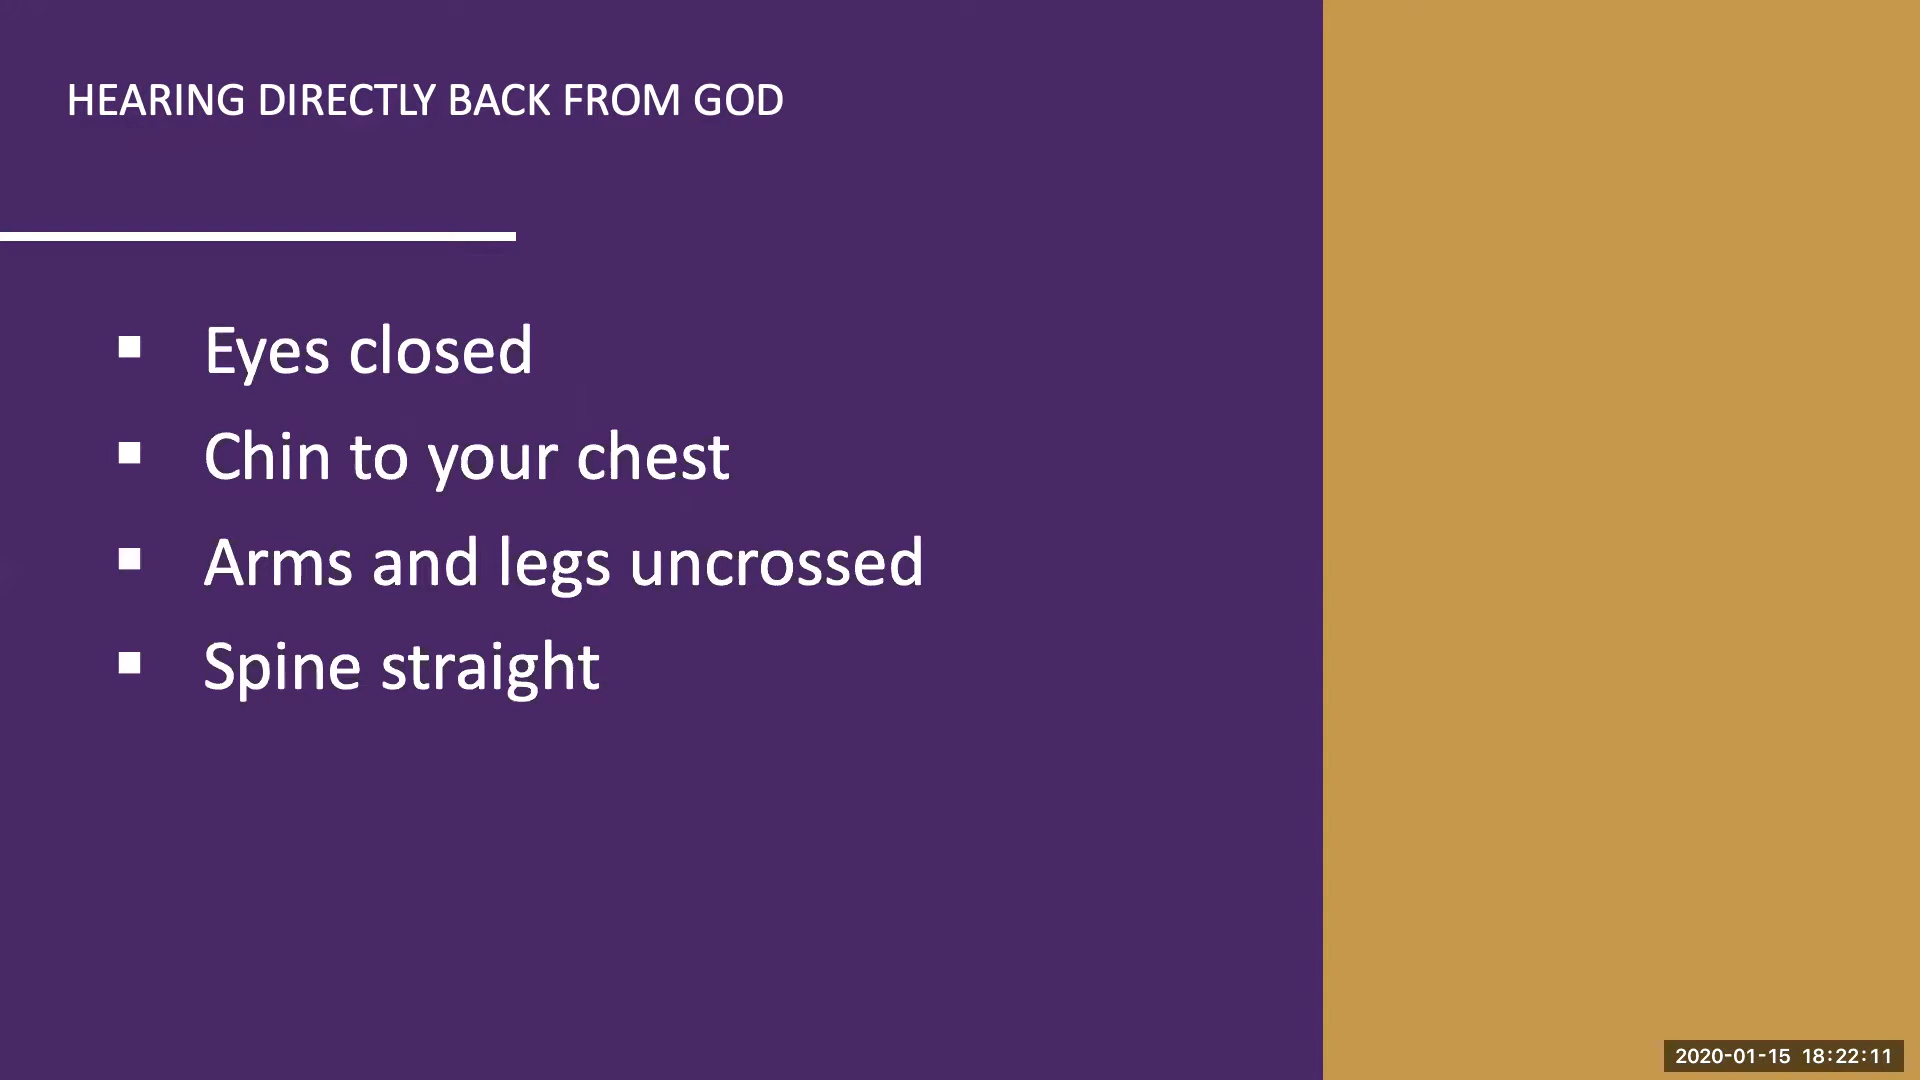 HEARING DIRECTLY BACK FROM GOD
▪ Eyes closed
▪ Chin to your chest
▪ Arms and legs uncrossed
▪ Spine straight
2020-01-15 18:22:11